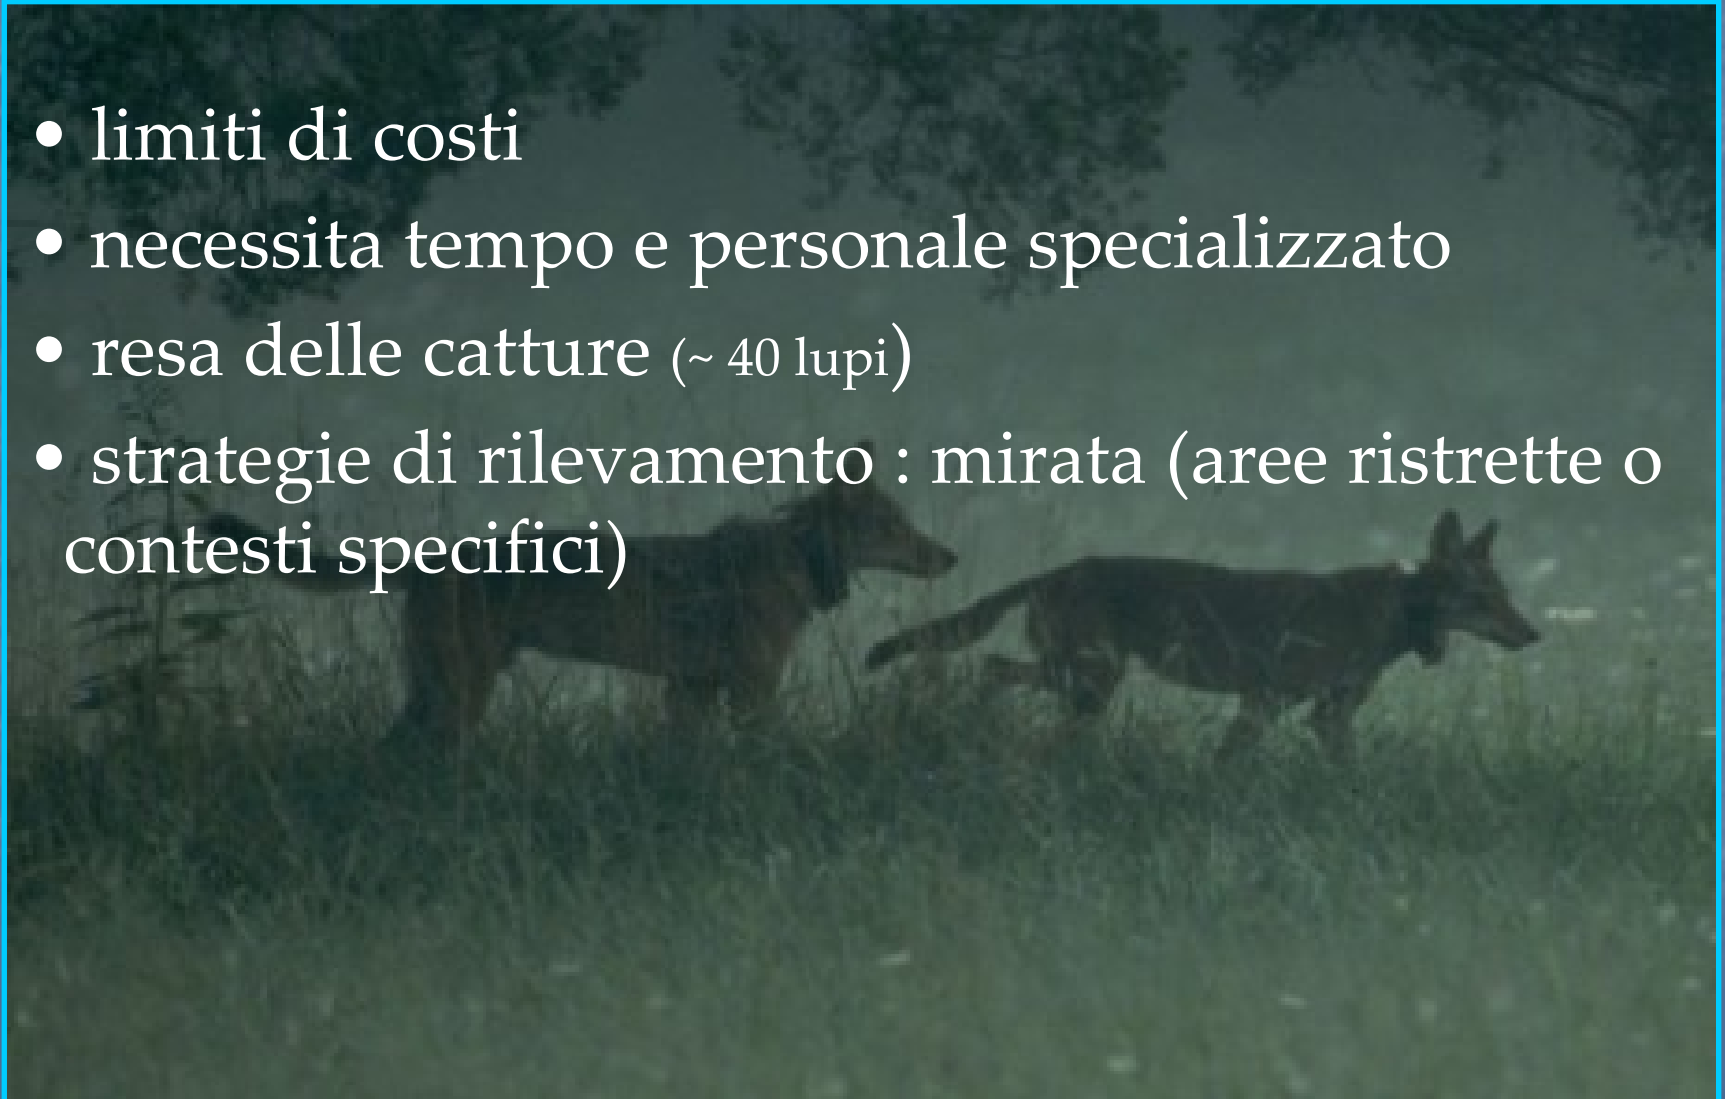 • limiti di costi
• necessita tempo e personale specializzato
• resa delle catture (~ 40 lupi)
• strategie di rilevamento : mirata (aree ristrette o
contesti specifici)